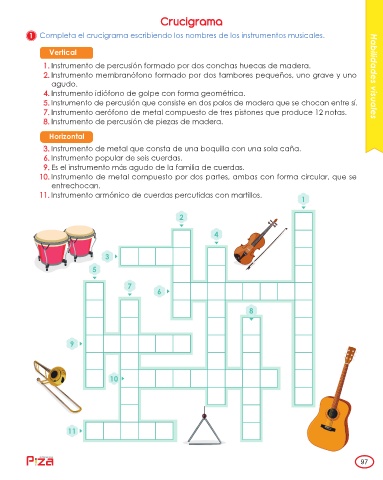 Crucigrama
1 Completa el crucigrama escribiendo los nombres de los instrumentos musicales.
Habilidades visuales
Vertical
1. Instrumento de percusión formado por dos conchas huecas de madera.
2. Instrumento membranófono formado por dos tambores pequeños, uno grave y uno
agudo.
4. Instrumento idiófono de golpe con forma geométrica.
5. Instrumento de percusión que consiste en dos palos de madera que se chocan entre sí.
7. Instrumento aerófono de metal compuesto de tres pistones que produce 12 notas.
8. Instrumento de percusión de piezas de madera.
Horizontal
3. Instrumento de metal que consta de una boquilla con una sola caña.
6. Instrumento popular de seis cuerdas.
9. Es el instrumento más agudo de la familia de cuerdas.
10. Instrumento de metal compuesto por dos partes, ambas con forma circular, que se
entrechocan.
11. Instrumento armónico de cuerdas percutidas con martillos.
1
2
4
3
5
7
6
8
9
10
11
P:za
97